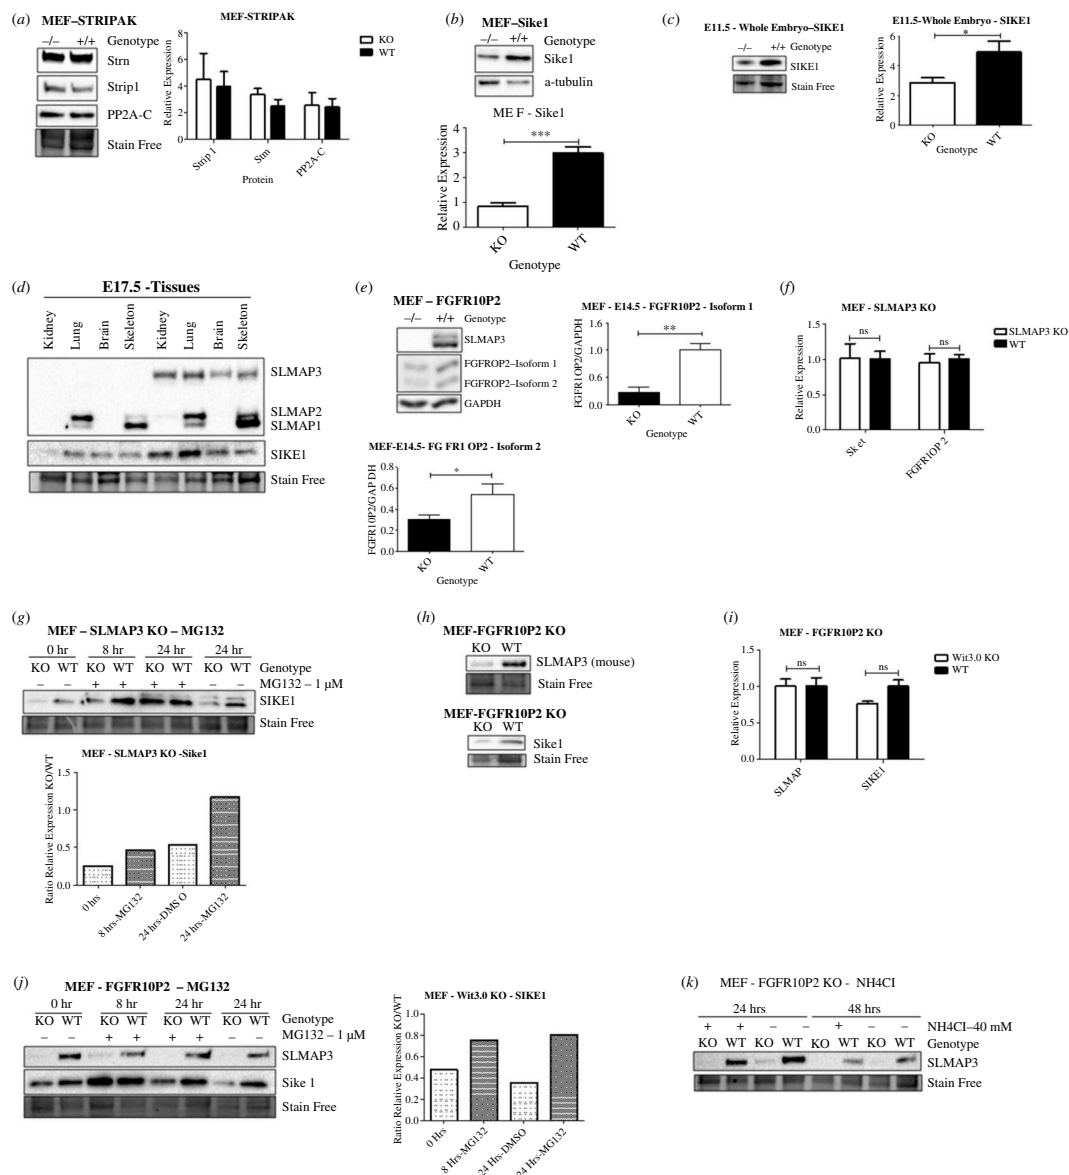 (a)
MEF–STRIPAK
–/– +/+ Genotype
Strn
Strip1
PP2A-C
Stain Free
MEF-STRIPAK
Relative Expression
8
6
4
2
0
KO
WT
Strip 1
Strn
PP2A-C
Protein
(b)
MEF–Sike1
–/– +/+ Genotype
Sike1
a-tubulin
ME F - Sike1
Relative Expression
4
3
2
1
0
***
KO
WT
Genotype
(c)
E11.5 - Whole Embryo–SIKE1
–/– +/+ Genotype
SIKE1
Stain Free
E11.5-Whole Embryo - SIKE1
Relative Expression
6
4
2
0
*
KO
WT
Genotype
(d)
E17.5 -Tissues
Kidney
Lung
Brain
Skeleton
Kidney
Lung
Brain
Skeleton
SLMAP3
SLMAP2
SLMAP1
SIKE1
Stain Free
(e)
MEF – FGFR10P2
–/– +/+ Genotype
SLMAP3
FGFROP2–Isoform 1
FGFROP2–Isoform 2
GAPDH
MEF - E14.5 - FGFR10P2 - Isoform 1
FGFR1OP2/GAPDH
1.6
1.0
0.6
0.0
**
KO
WT
Genotype
MEF-E14.5- FG FR1 OP2 - Isoform 2
FGFR10P2/GAP DH
0.8
0.6
0.4
0.2
0.0
*
KO
WT
Genotype
(f)
MEF - SLMAP3 KO
Relative Expression
2.0
1.5
1.0
0.5
0.0
ns
ns
SLMAP3 KO
WT
Sk et
FGFR1OP 2
(g)
MEF – SLMAP3 KO – MG132
0 hr 8 hr 24 hr 24 hr
KO WT KO WT KO WT KO WT Genotype
– – + + + + – – MG132 – 1 µM
SIKE1
Stain Free
MEF - SLMAP3 KO -Sike1
Ratio Relative Expression KO/WT
1.5
1.0
0.5
0.0
0 hrs
8 hrs-MG132
24 hrs-DMS O
24 hrs-MG132
(h)
MEF-FGFR10P2 KO
KO WT
SLMAP3 (mouse)
Stain Free
MEF-FGFR10P2 KO
KO WT
Sike1
Stain Free
(i)
MEF - FGFR10P2 KO
Relative Expression
1.5
1.0
0.5
0.0
ns
ns
Wit3.0 KO
WT
SLMAP
SIKE1
(j)
MEF - FGFR10P2 – MG132
0 hr 8 hr 24 hr 24 hr
KO WT KO WT KO WT KO WT Genotype
– – + + + + – – MG132 – 1 µM
SLMAP3
Sike 1
Stain Free
MEF - Wit3.0 KO - SIKE1
Ratio Relative Expression KO/WT
1.0
0.8
0.6
0.4
0.2
0.0
0 Hrs
8 Hrs-MG132
24 Hrs-DMSO
24 Hrs-MG132
(k)
MEF - FGFR10P2 KO - NH4CI
24 hrs 48 hrs
+ + – – + – – NH4CI–40 mM
KO WT KO WT KO WT KO WT Genotype
SLMAP3
Stain Free